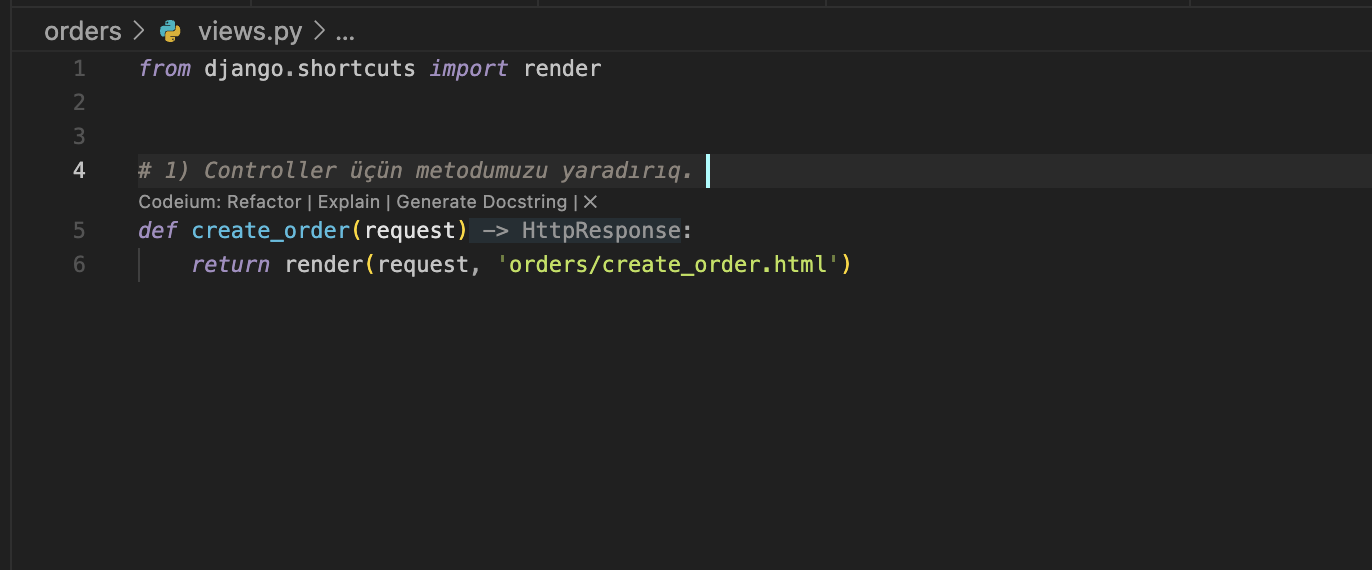 orders > views.py > ...
1 from django.shortcuts import render
2
3
4 # 1) Controller üçün metodumuzu yaradırıq.
Codeium: Refactor | Explain | Generate Docstring | ×
5 def create_order(request) -> HttpResponse:
6 return render(request, 'orders/create_order.html')